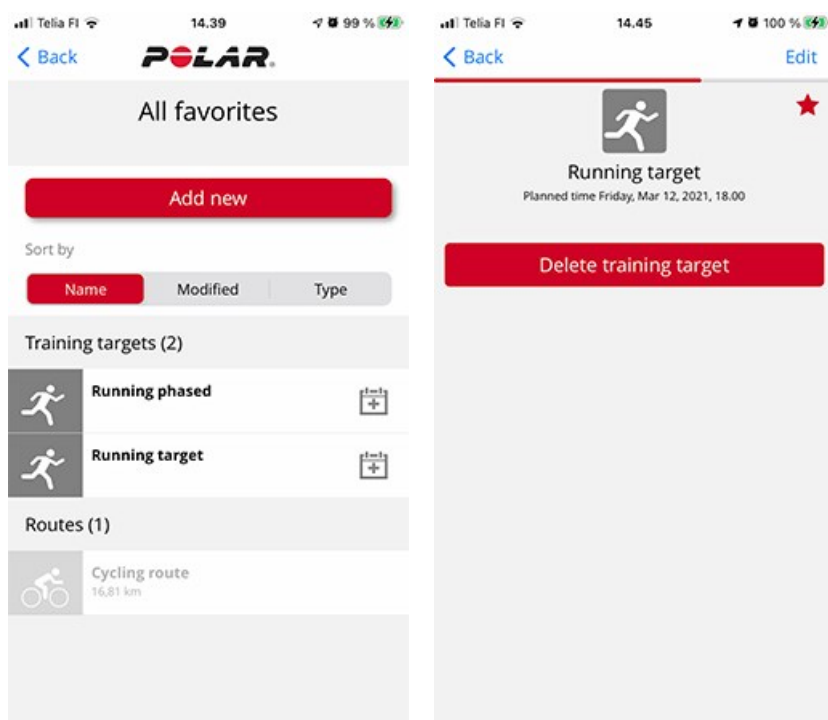 Telia FI 14.39 99 %
Back POLAR.
All favorites
Add new
Sort by
Name Modified Type
Training targets (2)
Running phased
Running target
Routes (1)
Cycling route
16,81 km
Telia FI 14.45 100 %
Back Edit
Running target
Planned time Friday, Mar 12, 2021, 18.00
Delete training target